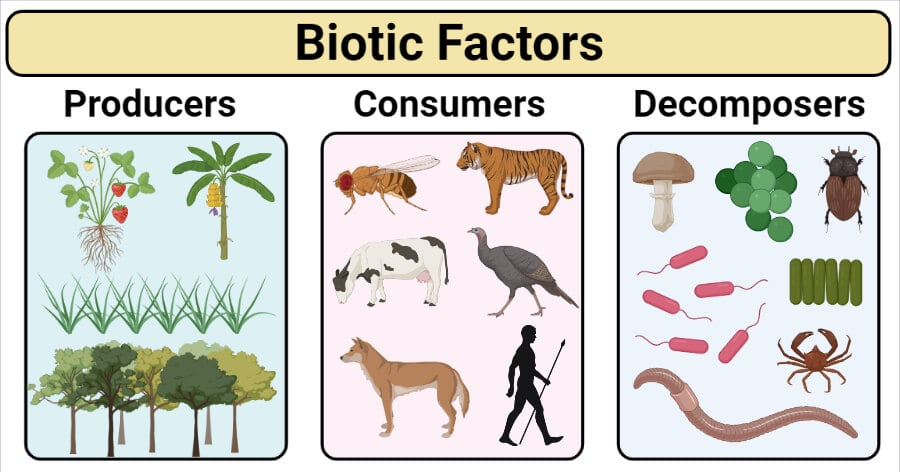 Biotic Factors
Producers
Consumers
Decomposers